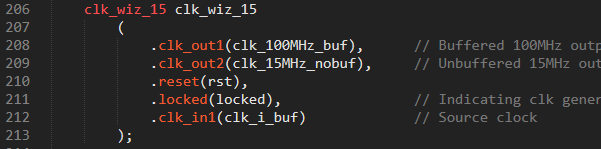 206 clk_wiz_15 clk_wiz_15
207 (
208 .clk_out1(clk_100MHz_buf), // Buffered 100MHz outp
209 .clk_out2(clk_15MHz_nobuf), // Unbuffered 15MHz out
210 .reset(rst),
211 .locked(locked), // Indicating clk gener
212 .clk_in1(clk_i_buf) // Source clock
213 );